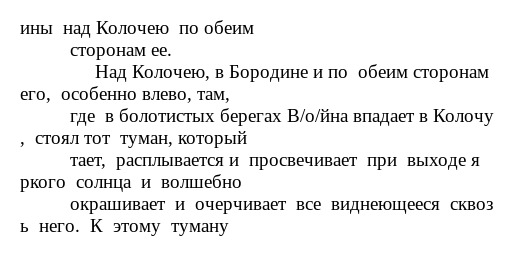 ины над Колочею по обеим
сторонам ее.
Над Колочею, в Бородине и по обеим сторонам
его, особенно влево, там,
где в болотистых берегах В/о/йна впадает в Колочу
, стоял тот туман, который
тает, расплывается и просвечивает при выходе я
ркого солнца и волшебно
окрашивает и очерчивает все виднеющееся сквоз
ь него. К этому туману